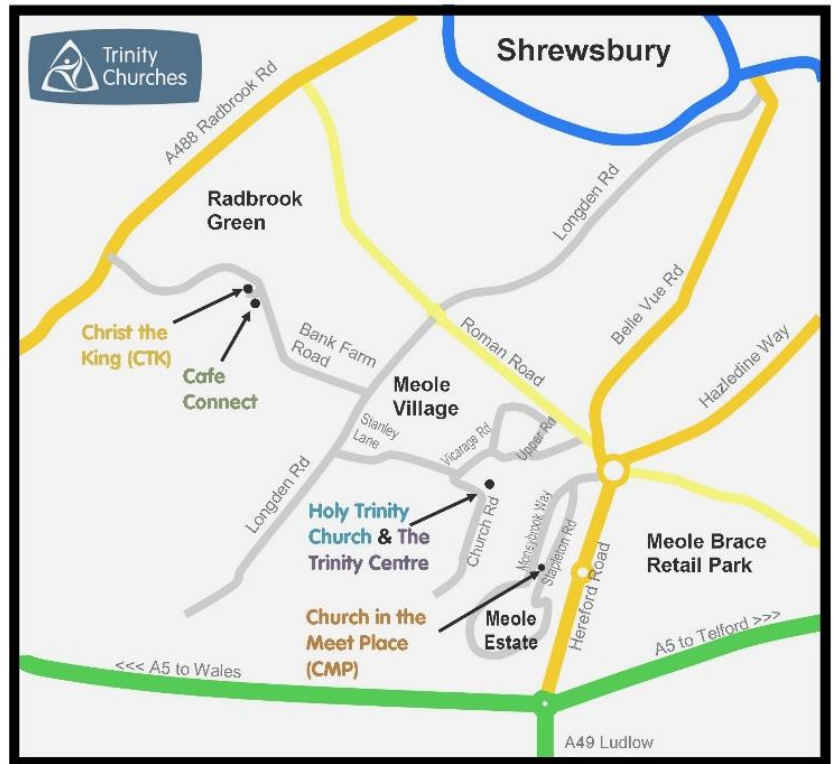 Trinity
Churches
Shrewsbury
A488 Radbrook Rd
Radbrook
Green
Longden Rd
Christ the
King (CTK)
Cafe
Connect
Bank Farm
Road
Roman Road
Belle Vue Rd
Hazledine Way
Meole
Village
Stanley
Lane
Vicarage Rd
Upper Rd
Longden Rd
Holy Trinity
Church & The
Trinity Centre
Church Rd
Moneybrook Way
Stapleton Rd
Meole Brace
Retail Park
Hereford Road
Church in the
Meet Place
(CMP)
Meole
Estate
<<< A5 to Wales
A5 to Telford >>>
A49 Ludlow